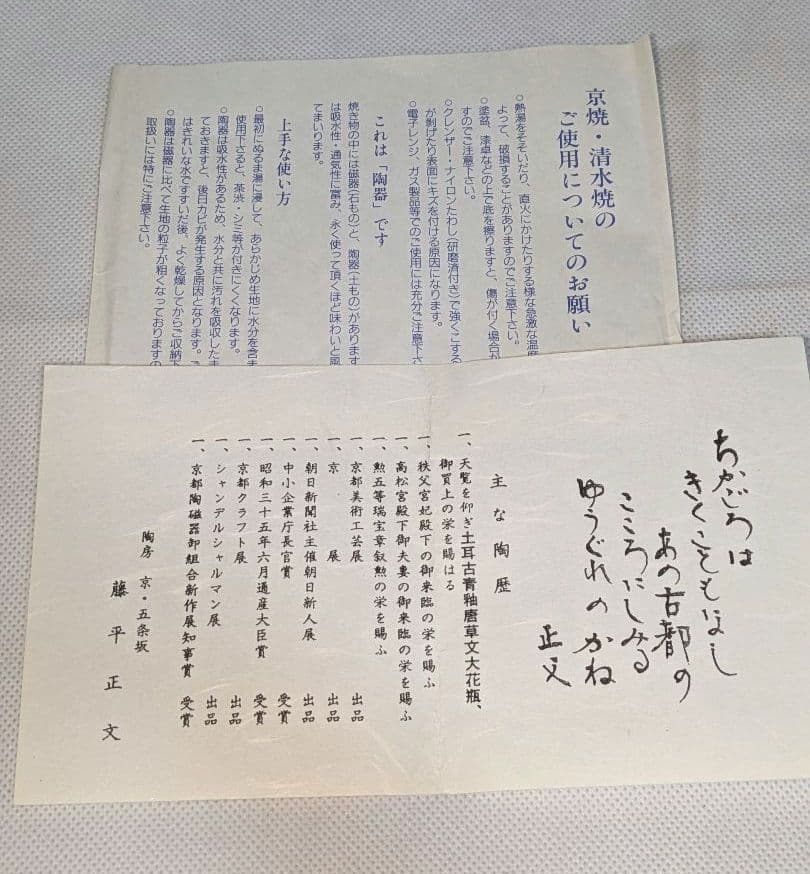 京焼・清水焼の
ご使用についてのお願い
○熱湯をそそいだり、直火にかけたりする様な急激な温度
よって、破損することがありますのでご注意下さい。
○塗盆、漆卓などの上で底を擦りますと、傷が付く場合が
すのでご注意下さい。
○クレンザー・ナイロンたわし(研磨済付き)で強くこする
が剝げたり表面にキズを付ける原因になります。
○電子レンジ、ガス製品等でのご使用には充分ご注意下さ
これは「陶器」です
焼き物の中には磁器(石もの)と、陶器(土もの)があります
は吸水性・通気性に富み、永く使って頂くほど味わいと風
てまいります。
上手な使い方
○最初にぬるま湯に浸して、あらかじめ生地に水分を含ま
使用下さると、茶渋・シミ等が付きにくくなります。
○陶器は吸水性があるため、水分と共に汚れを吸収したま
ておきますと、後日カビが発生する原因となります。ご
はきれいな水ですすいだ後、よく乾燥してからご収納下
○陶器は磁器に比べて生地の粒子が粗くなっておりますの
取扱いには特にご注意下さい。
ちかごろは
きくこともなし
あの古都の
こころにしみる
ゆうぐれのかね
正文
主な陶歴
一、天覧を仰ぎ土耳古青釉唐草文大花瓶、
御買上の栄を賜はる
一、秩父宮妃殿下の御来臨の栄を賜ふ
一、高松宮殿下御夫妻の御来臨の栄を賜ふ
一、勲五等瑞宝章叙勲の栄を賜ふ
一、京都美術工芸展 出品
一、京展 出品
一、朝日新聞社主催朝日新人展 出品
一、中小企業庁長官賞 受賞
一、昭和三十五年六月通産大臣賞 受賞
一、京都クラフト展 出品
一、シャンデルシャルマン展 出品
一、京都陶磁器卸組合新作展知事賞 受賞
陶房 京・五条坂
藤平正文